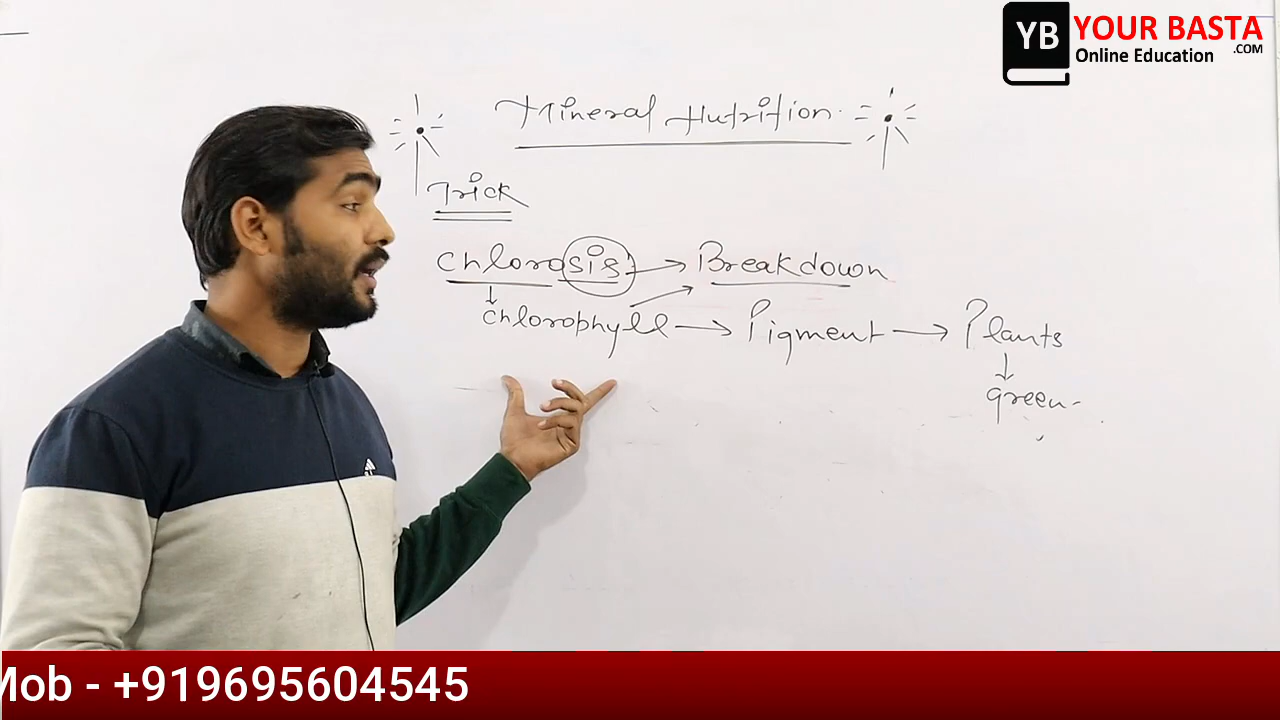 YB YOUR BASTA
.COM
Online Education
Mineral Nutrition
Trick
chlorosis → Breakdown
chlorophyll → Pigment → Plants
green
Mob - +919695604545